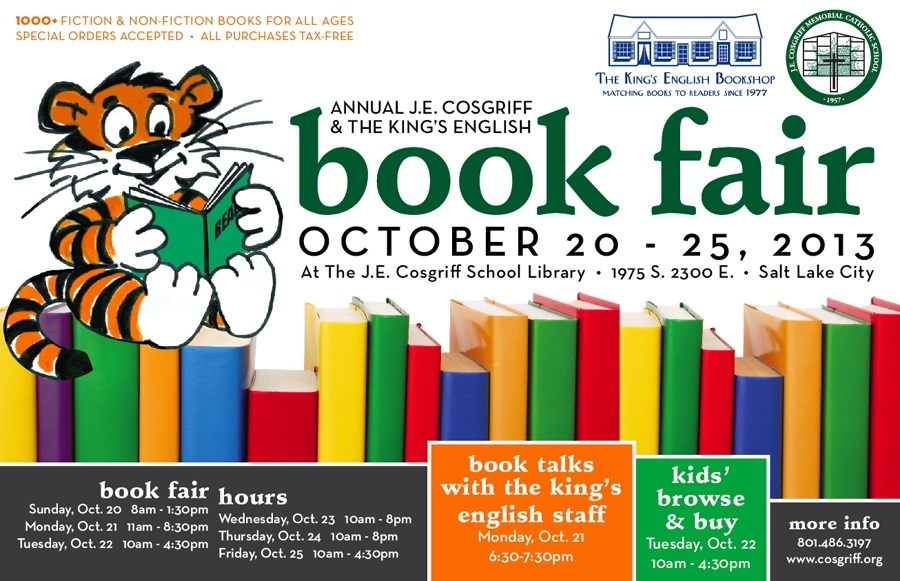 1000+ FICTION & NON-FICTION BOOKS FOR ALL AGES
SPECIAL ORDERS ACCEPTED • ALL PURCHASES TAX-FREE
THE KING'S ENGLISH BOOKSHOP
MATCHING BOOKS TO READERS SINCE 1977
J.E. COSGRIFF MEMORIAL CATHOLIC SCHOOL
• 1957 •
ANNUAL J.E. COSGRIFF
& THE KING'S ENGLISH
book fair
OCTOBER 20 - 25, 2013
At The J.E. Cosgriff School Library • 1975 S. 2300 E. • Salt Lake City
READ
book fair hours
Sunday, Oct. 20 8am - 1:30pm
Monday, Oct. 21 11am - 8:30pm
Tuesday, Oct. 22 10am - 4:30pm
Wednesday, Oct. 23 10am - 8pm
Thursday, Oct. 24 10am - 8pm
Friday, Oct. 25 10am - 4:30pm
book talks
with the king's
english staff
Monday, Oct. 21
6:30-7:30pm
kids'
browse
& buy
Tuesday, Oct. 22
10am - 4:30pm
more info
801.486.3197
www.cosgriff.org